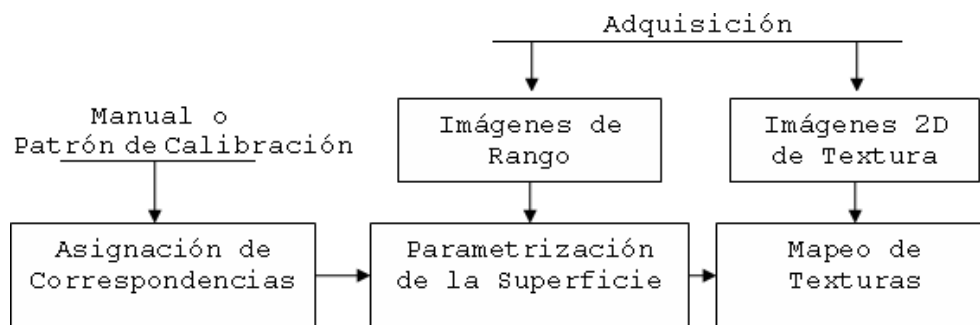 Adquisición
Imágenes de
Rango
Imágenes 2D
de Textura
Manual o
Patrón de Calibración
Asignación de
Correspondencias
Parametrización
de la Superficie
Mapeo de
Texturas